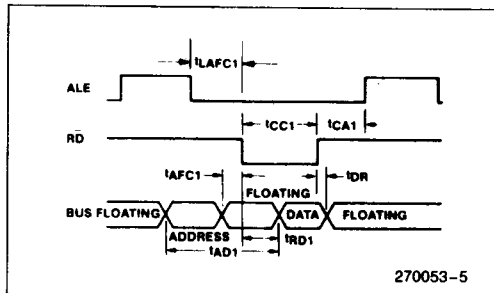 tLAFC1
ALE
tCC1
tCA1
RD
tAFC1
FLOATING
tDR
BUS FLOATING
DATA
FLOATING
ADDRESS
tRD1
tAD1
270053-5